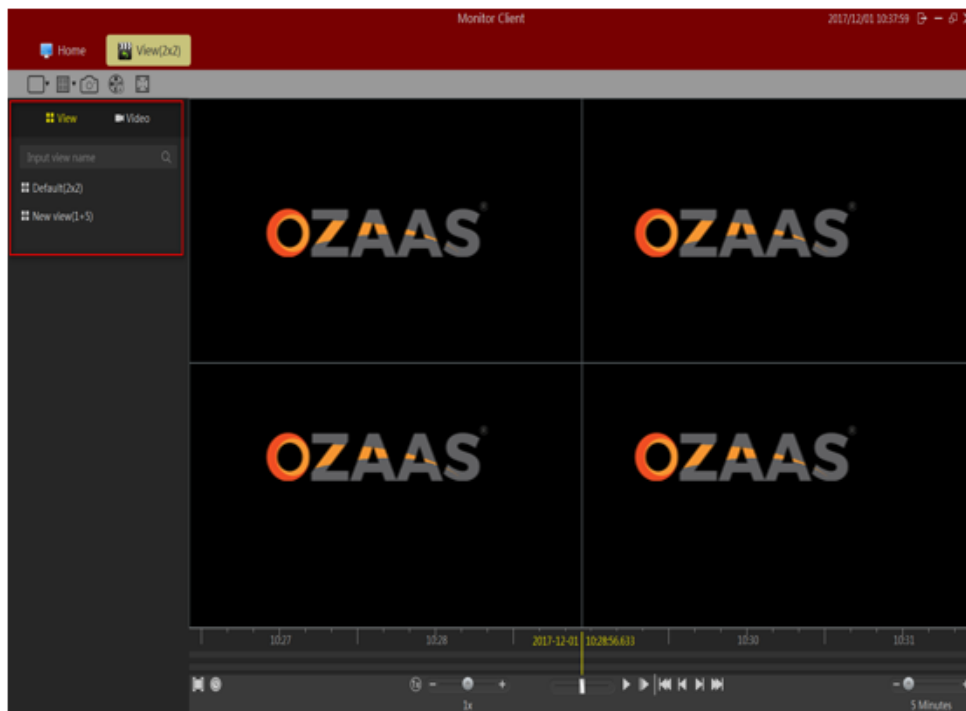 Monitor Client
2017/12/01 10:37:59
Home
View(2x2)
View
Video
Input view name
Default(2x2)
New view(1+5)
OZAAS®
OZAAS®
OZAAS®
OZAAS®
10:27
10:28
2017-12-01 10:28:56.633
10:30
10:31
1x
1x
5 Minutes